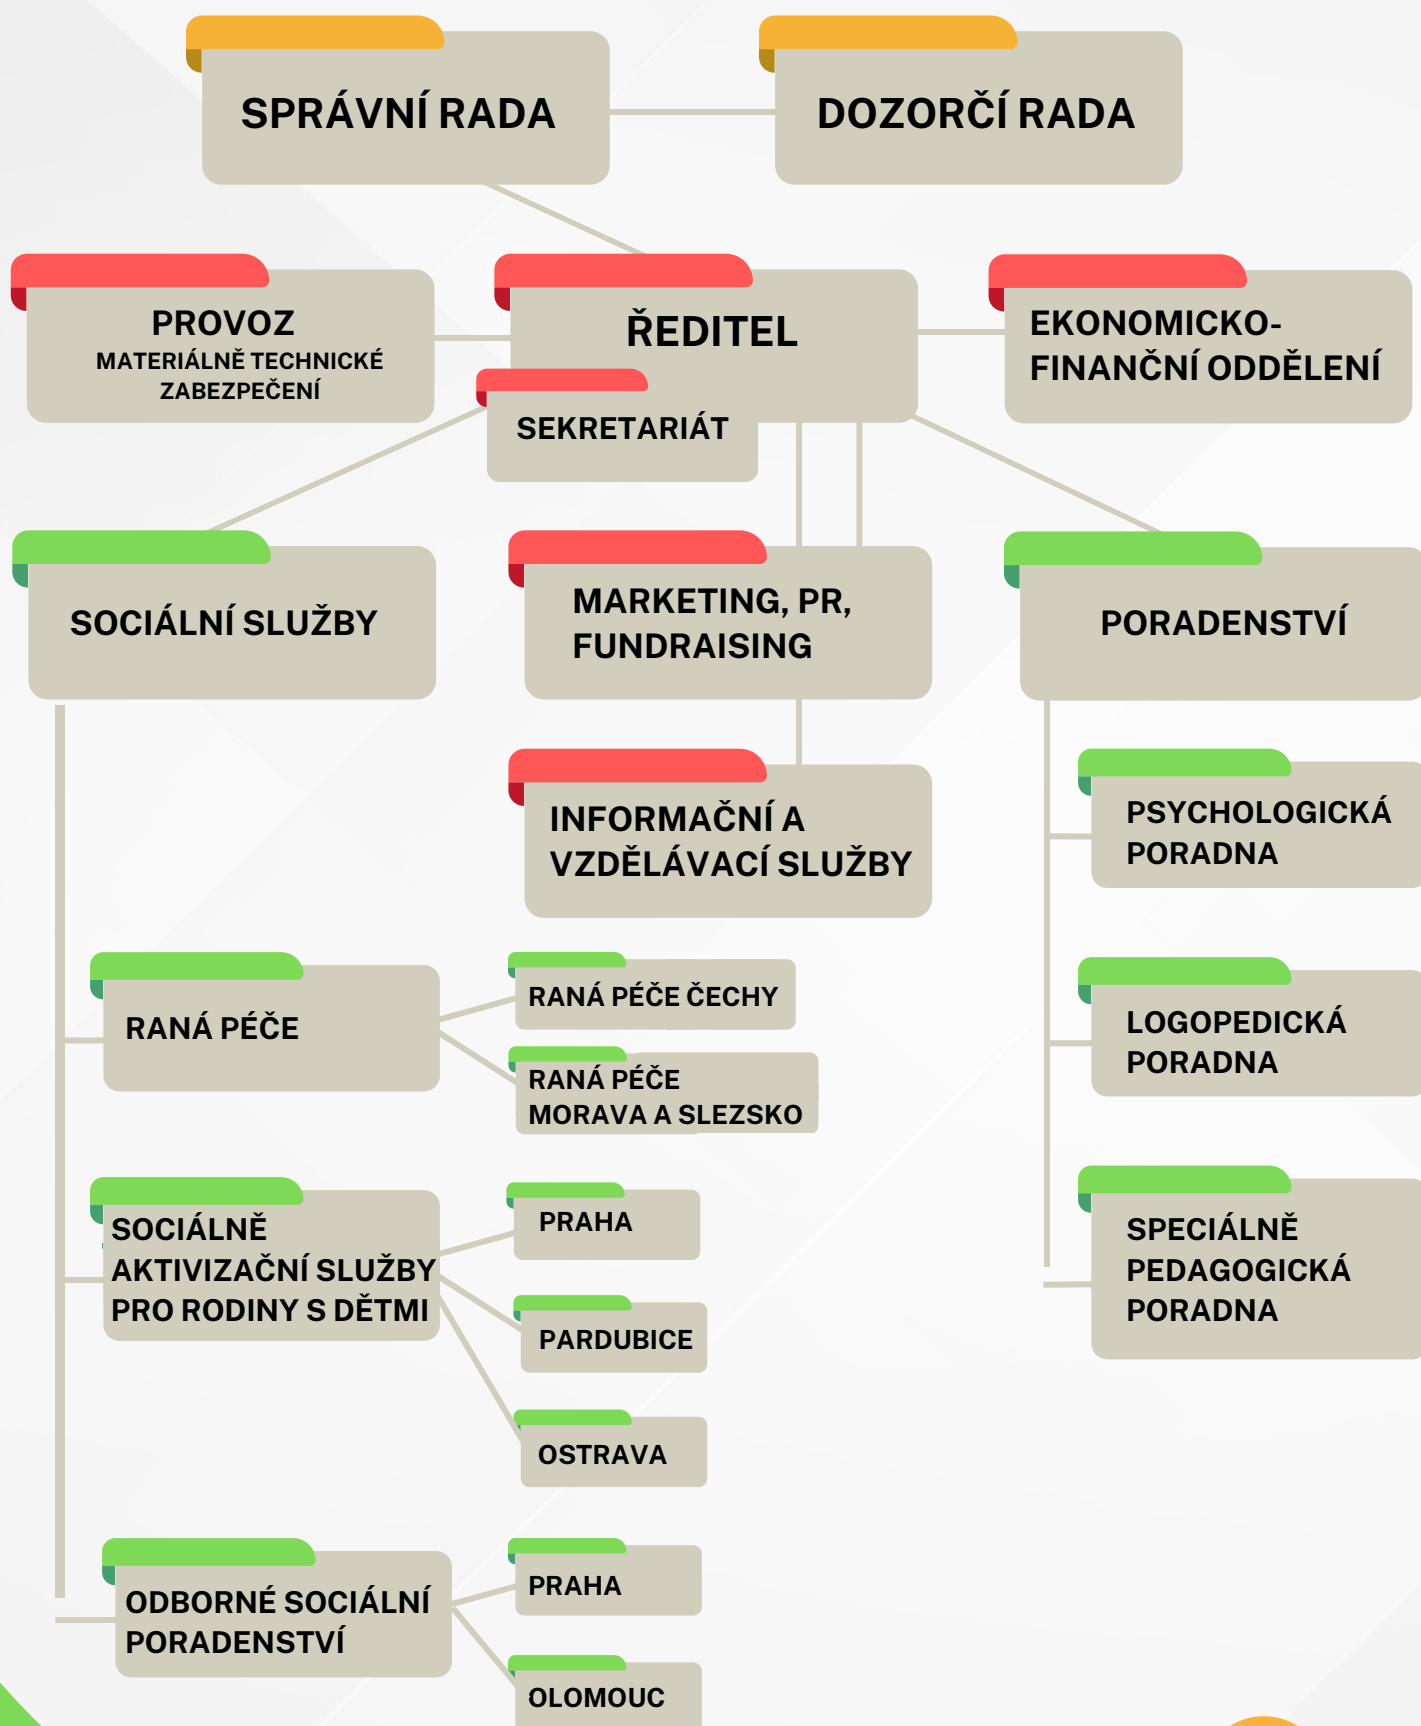 SPRÁVNÍ RADA
DOZORČÍ RADA
PROVOZ
MATERIÁLNĚ TECHNICKÉ
ZABEZPEČENÍ
ŘEDITEL
SEKRETARIÁT
EKONOMICKO-
FINANČNÍ ODDĚLENÍ
SOCIÁLNÍ SLUŽBY
MARKETING, PR,
FUNDRAISING
PORADENSTVÍ
INFORMAČNÍ A
VZDĚLÁVACÍ SLUŽBY
PSYCHOLOGICKÁ
PORADNA
LOGOPEDICKÁ
PORADNA
SPECIÁLNĚ
PEDAGOGICKÁ
PORADNA
RANÁ PÉČE
RANÁ PÉČE ČECHY
RANÁ PÉČE
MORAVA A SLEZSKO
SOCIÁLNĚ
AKTIVIZAČNÍ SLUŽBY
PRO RODINY S DĚTMI
PRAHA
PARDUBICE
OSTRAVA
ODBORNÉ SOCIÁLNÍ
PORADENSTVÍ
PRAHA
OLOMOUC